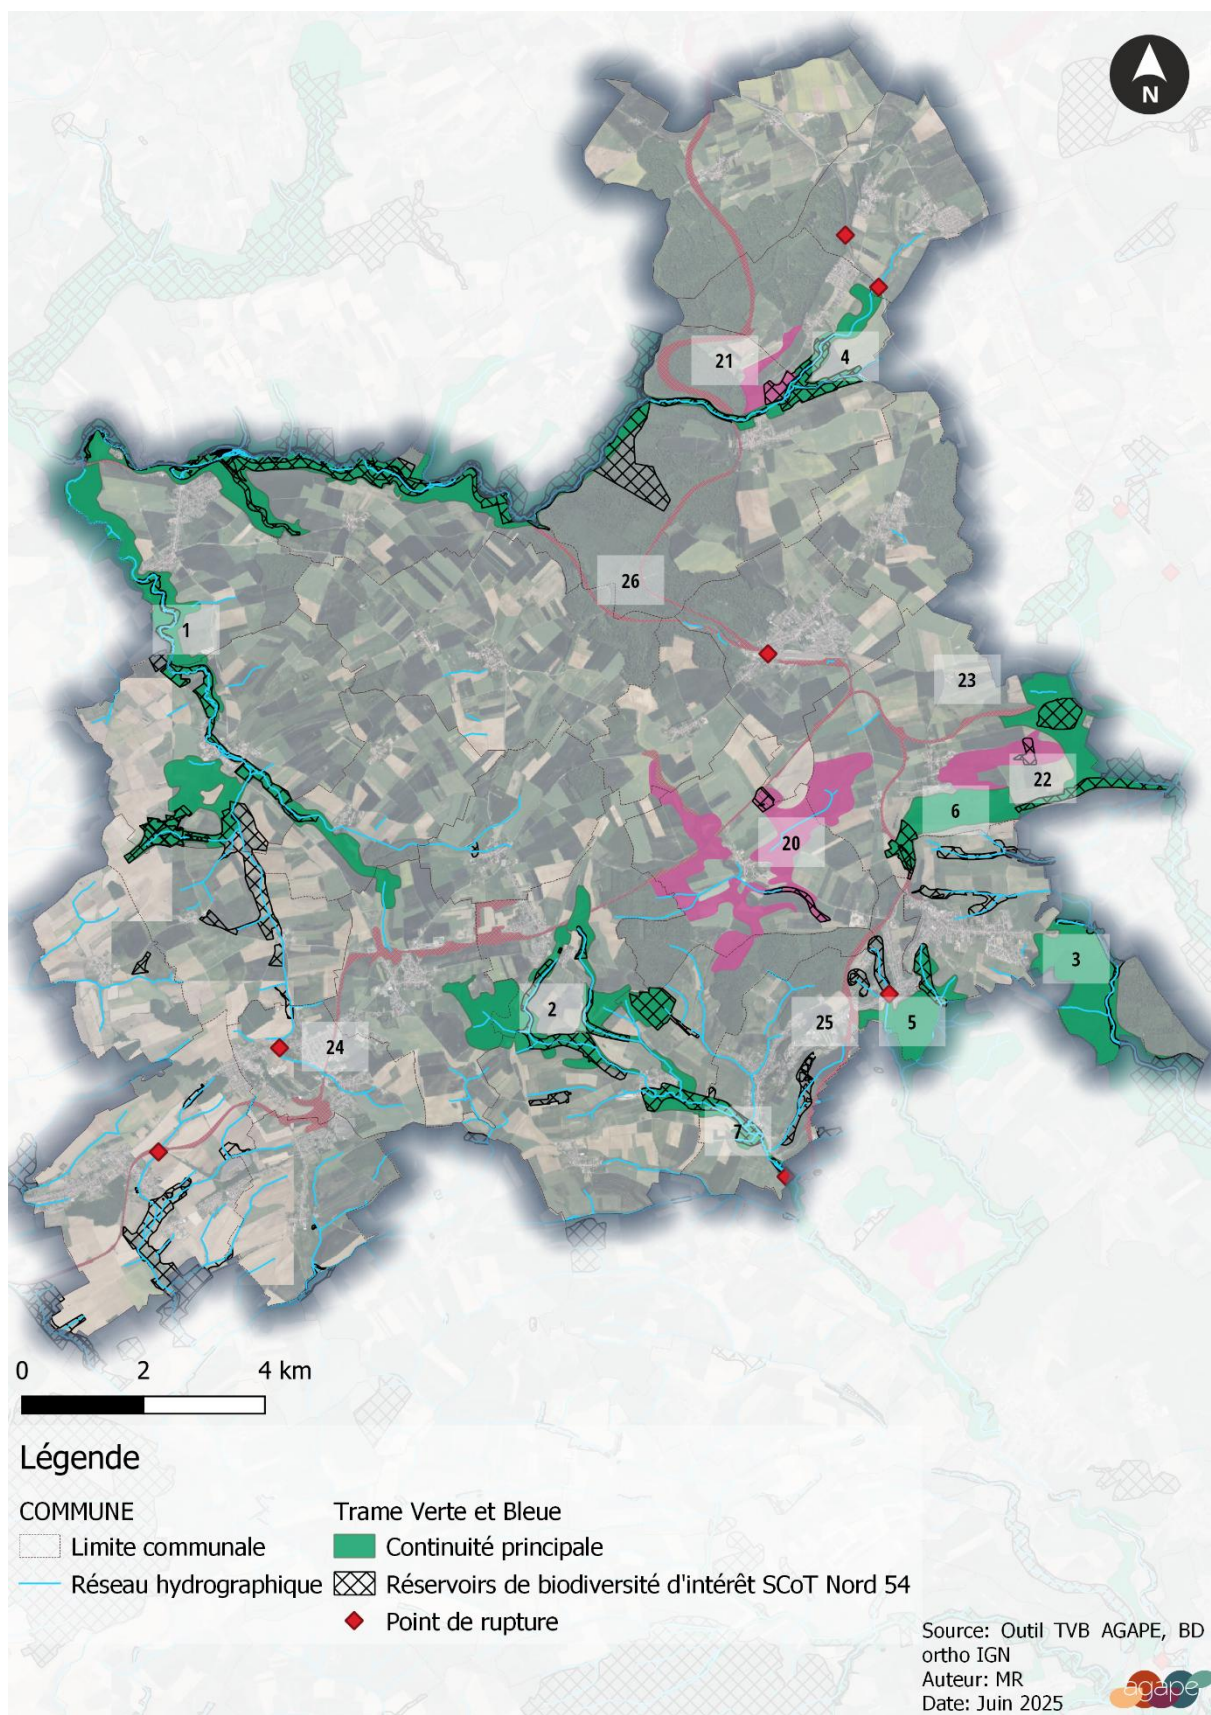 N
21
4
26
1
23
22
6
20
3
2
25
5
24
7
0 2 4 km
Légende
COMMUNE
Limite communale
Réseau hydrographique
Trame Verte et Bleue
Continuité principale
Réservoirs de biodiversité d'intérêt SCoT Nord 54
Point de rupture
Source: Outil TVB AGAPE, BD
ortho IGN
Auteur: MR
Date: Juin 2025
agape